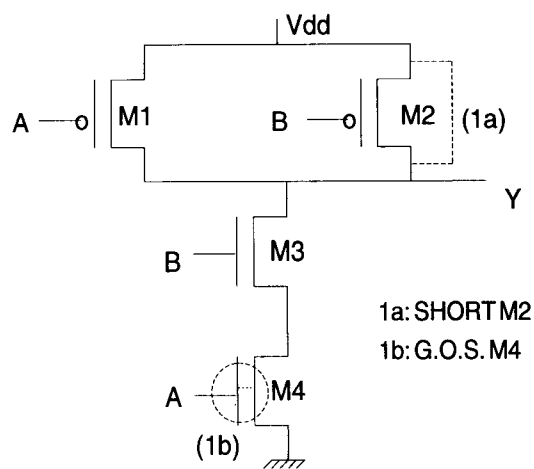 Vdd
A
M1
B
M2
(1a)
Y
B
M3
1a: SHORT M2
1b: G.O.S. M4
A
M4
(1b)